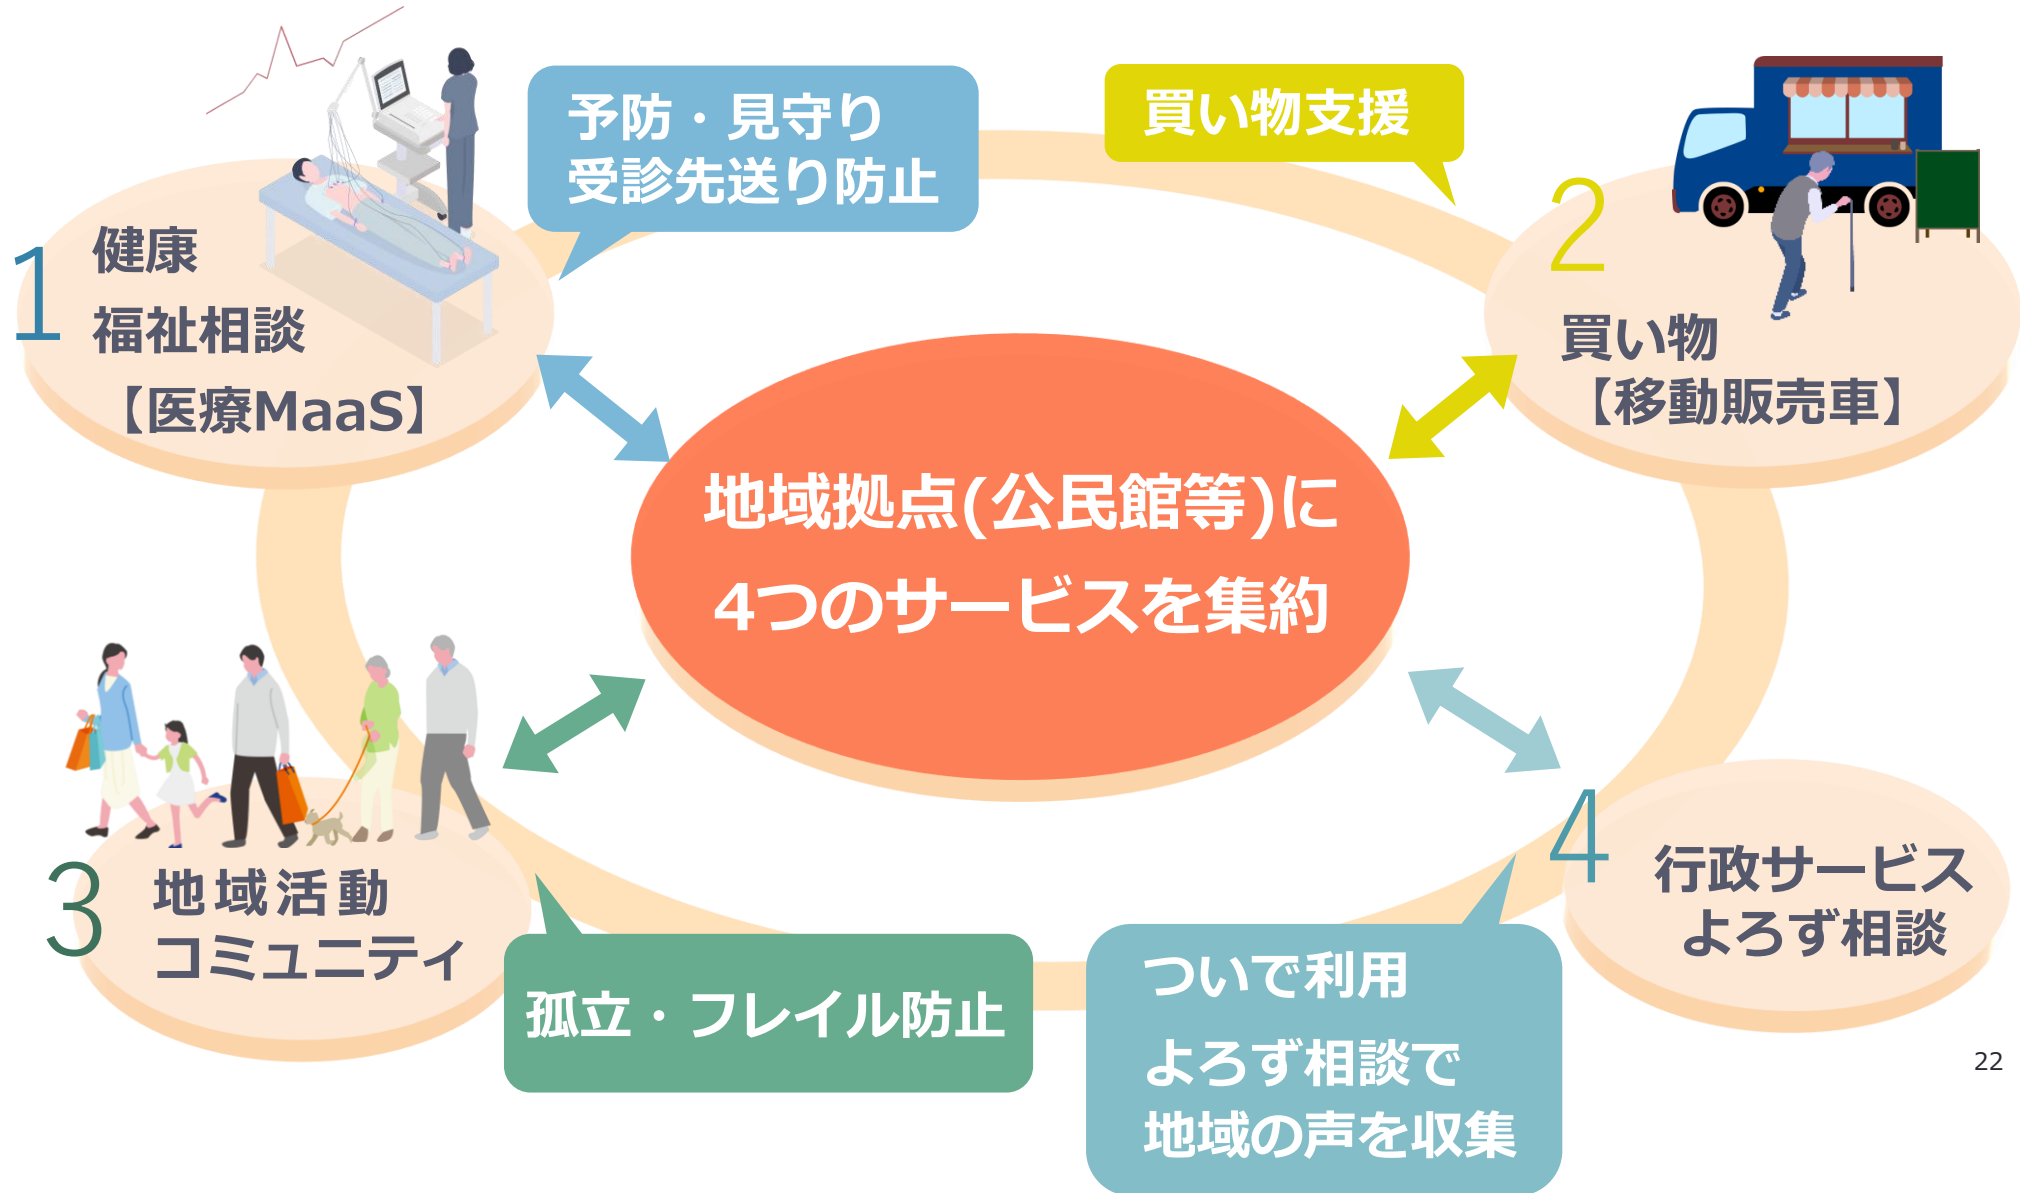 予防・見守り
受診先送り防止
買い物支援
1
健康
福祉相談
【医療MaaS】
2
買い物
【移動販売車】
地域拠点(公民館等)に
4つのサービスを集約
3
地域活動
コミュニティ
孤立・フレイル防止
4
行政サービス
よろず相談
ついで利用
よろず相談で
地域の声を収集
22